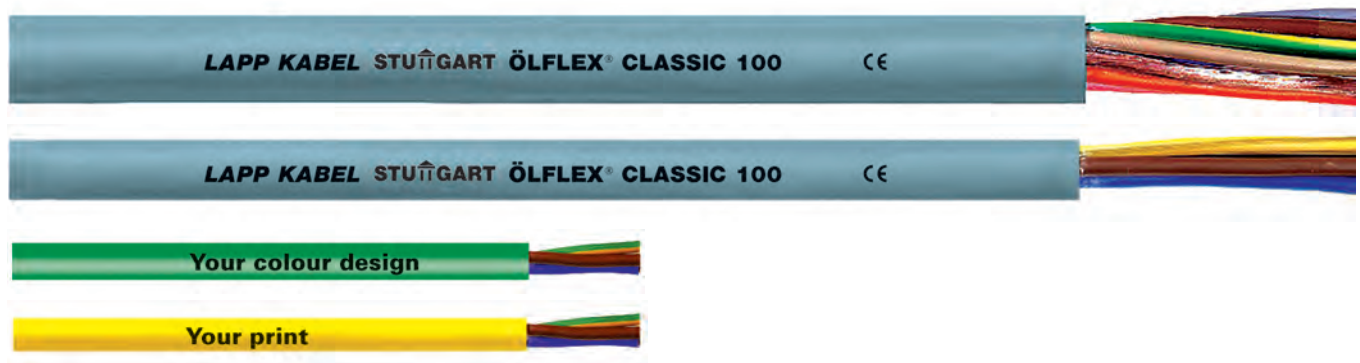 LAPP KABEL STUTTGART ÖLFLEX® CLASSIC 100 CE
LAPP KABEL STUTTGART ÖLFLEX® CLASSIC 100 CE
Your colour design
Your print